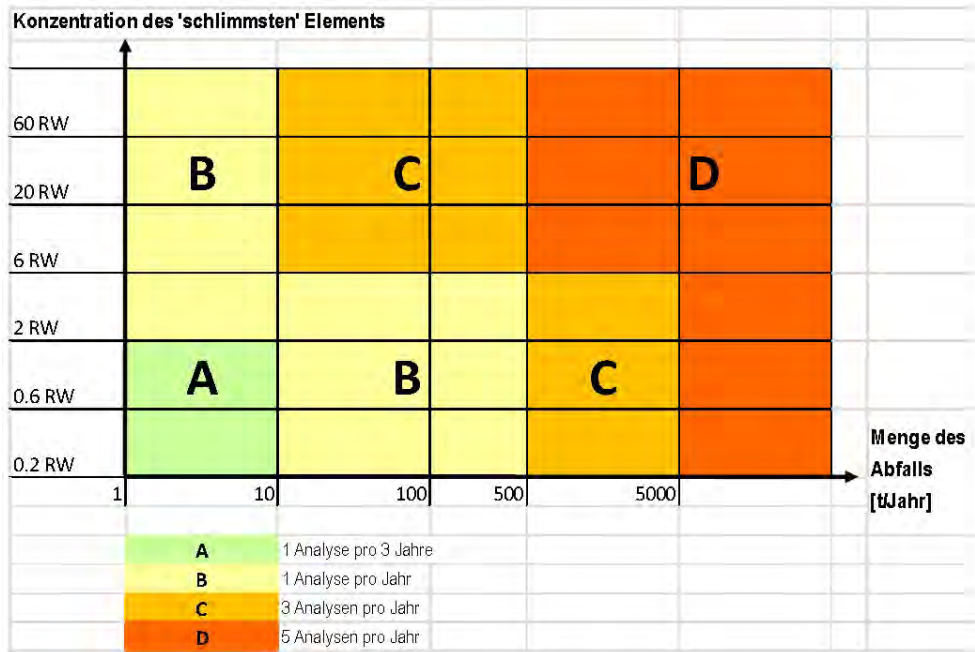 Konzentration des 'schlimmsten' Elements
60 RW
B C D
20 RW
6 RW
2 RW
A B C
0.6 RW
0.2 RW
Menge des
Abfalls
[t/Jahr]
1 10 100 500 5000
A 1 Analyse pro 3 Jahre
B 1 Analyse pro Jahr
C 3 Analysen pro Jahr
D 5 Analysen pro Jahr